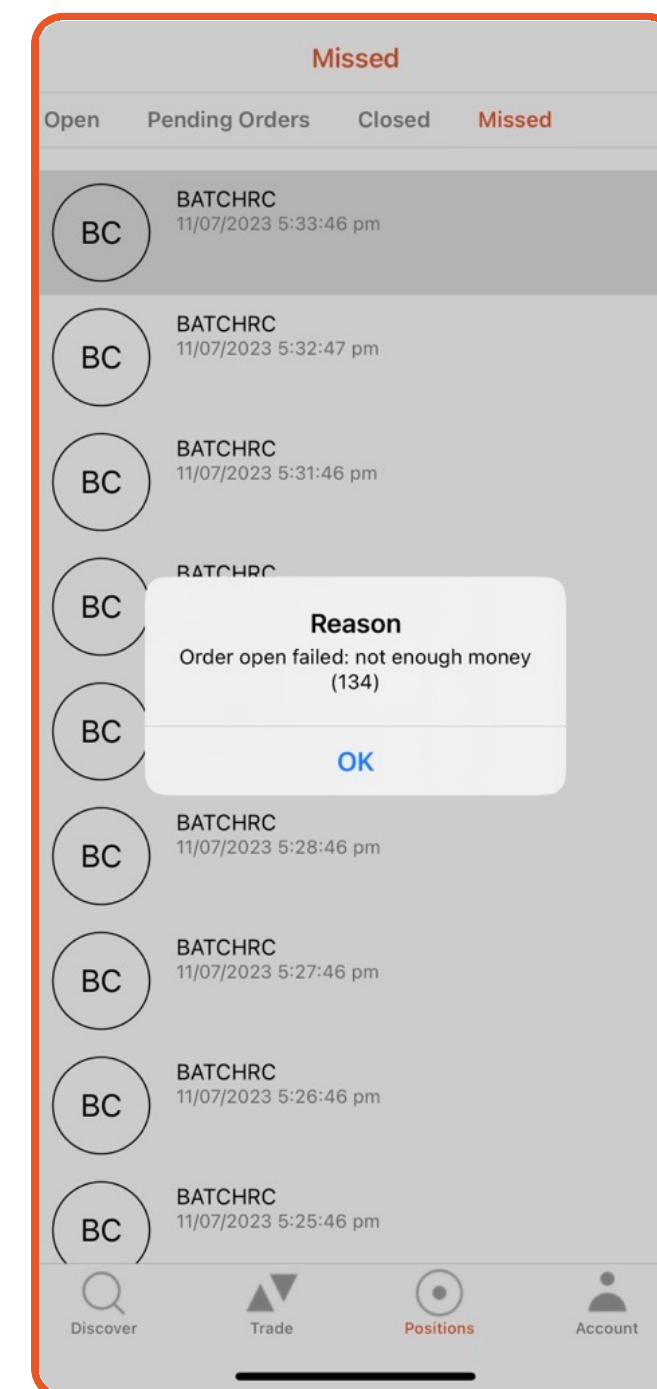 Missed
Open Pending Orders Closed Missed
BC
BATCHRC
11/07/2023 5:33:46 pm
BC
BATCHRC
11/07/2023 5:32:47 pm
BC
BATCHRC
11/07/2023 5:31:46 pm
BC
BATCHRC
Reason
Order open failed: not enough money
(134)
OK
BC
BC
BATCHRC
11/07/2023 5:28:46 pm
BC
BATCHRC
11/07/2023 5:27:46 pm
BC
BATCHRC
11/07/2023 5:26:46 pm
BC
BATCHRC
11/07/2023 5:25:46 pm
Discover Trade Positions Account